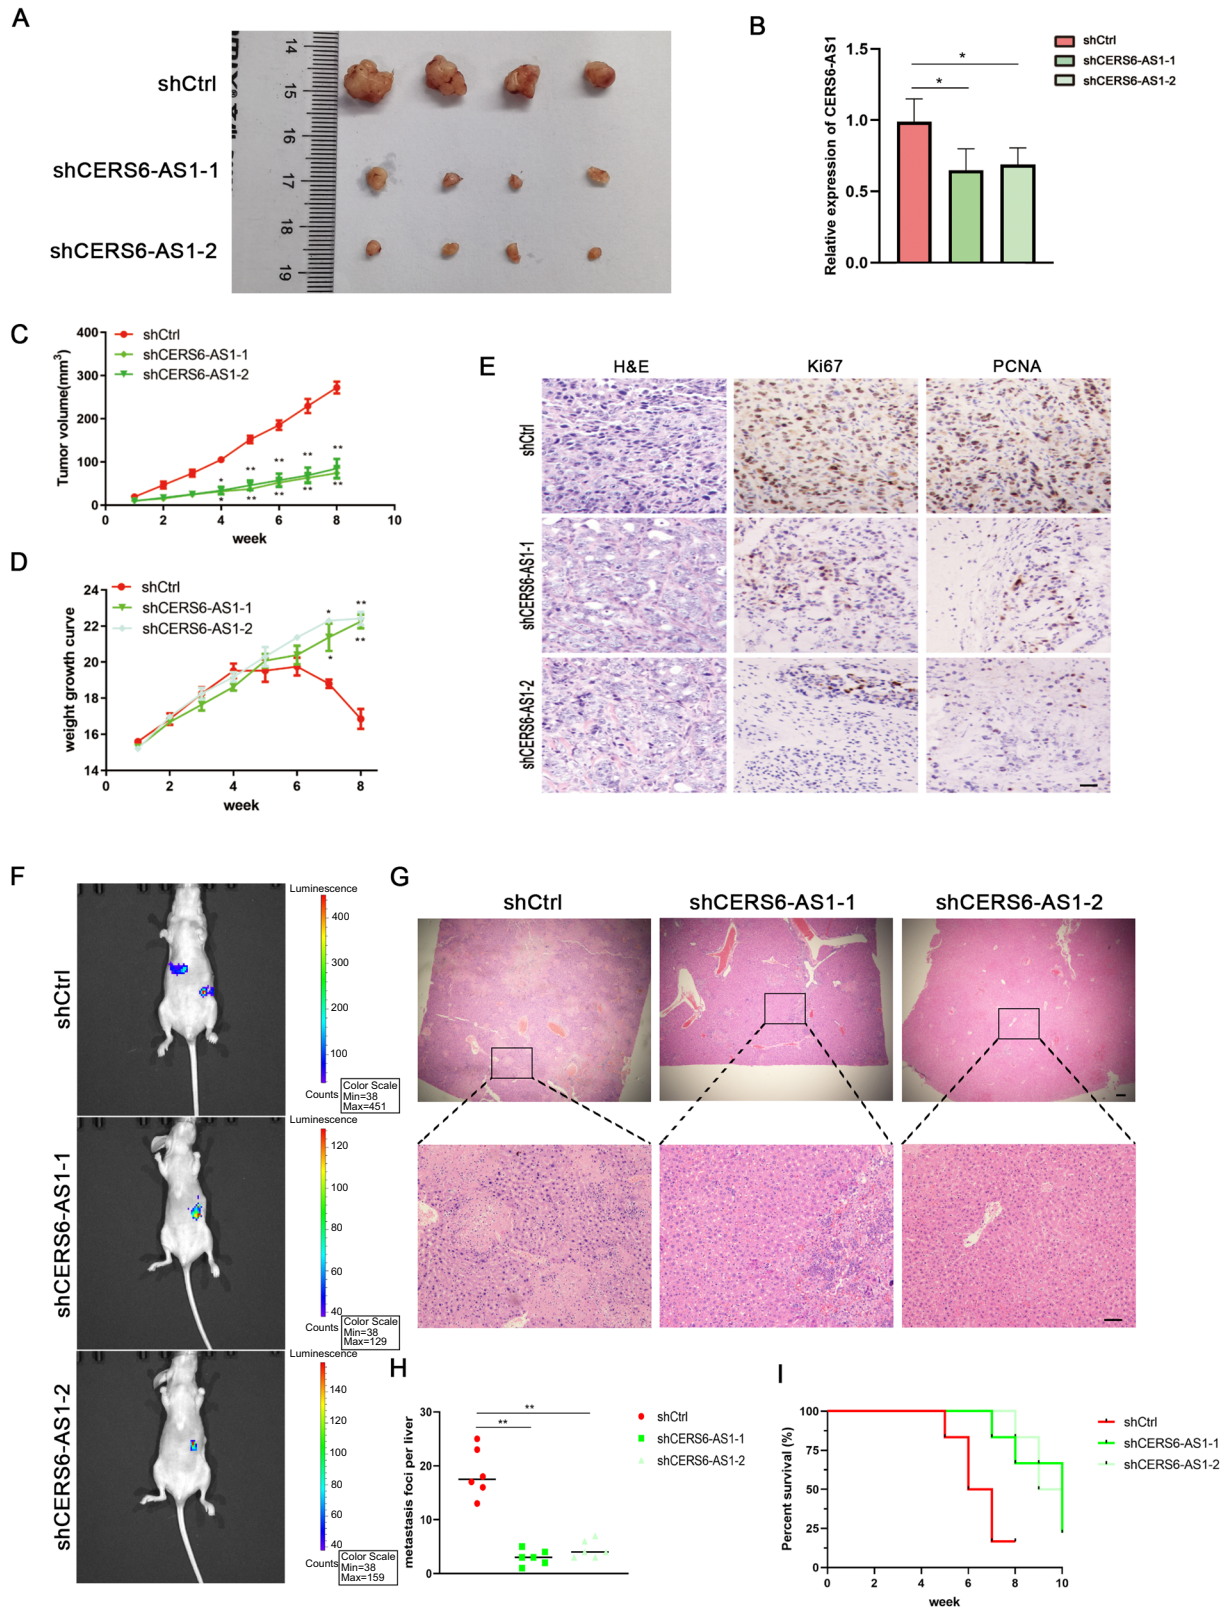 A
shCtrl
shCERS6-AS1-1
shCERS6-AS1-2
14
15
16
17
18
19
B
Relative expression of CERS6-AS1
1.5
1.0
0.5
0.0
*
*
shCtrl
shCERS6-AS1-1
shCERS6-AS1-2
C
Tumor volume(mm3)
400
300
200
100
0
0 2 4 6 8 10
week
shCtrl
shCERS6-AS1-1
shCERS6-AS1-2
* ** ** ** **
* ** ** ** **
D
weight growth curve
24
22
20
18
16
14
0 2 4 6 8
week
shCtrl
shCERS6-AS1-1
shCERS6-AS1-2
* **
* **
E
H&E Ki67 PCNA
shCtrl
shCERS6-AS1-1
shCERS6-AS1-2
F
shCtrl
Luminescence
400
300
200
100
Counts
Color Scale
Min=38
Max=451
shCERS6-AS1-1
Luminescence
120
100
80
60
40
Counts
Color Scale
Min=38
Max=129
shCERS6-AS1-2
Luminescence
140
120
100
80
60
40
Counts
Color Scale
Min=38
Max=159
G
shCtrl shCERS6-AS1-1 shCERS6-AS1-2
H
metastasis foci per liver
30
20
10
0
**
**
shCtrl
shCERS6-AS1-1
shCERS6-AS1-2
I
Percent survival (%)
100
75
50
25
0
0 2 4 6 8 10
week
shCtrl
shCERS6-AS1-1
shCERS6-AS1-2